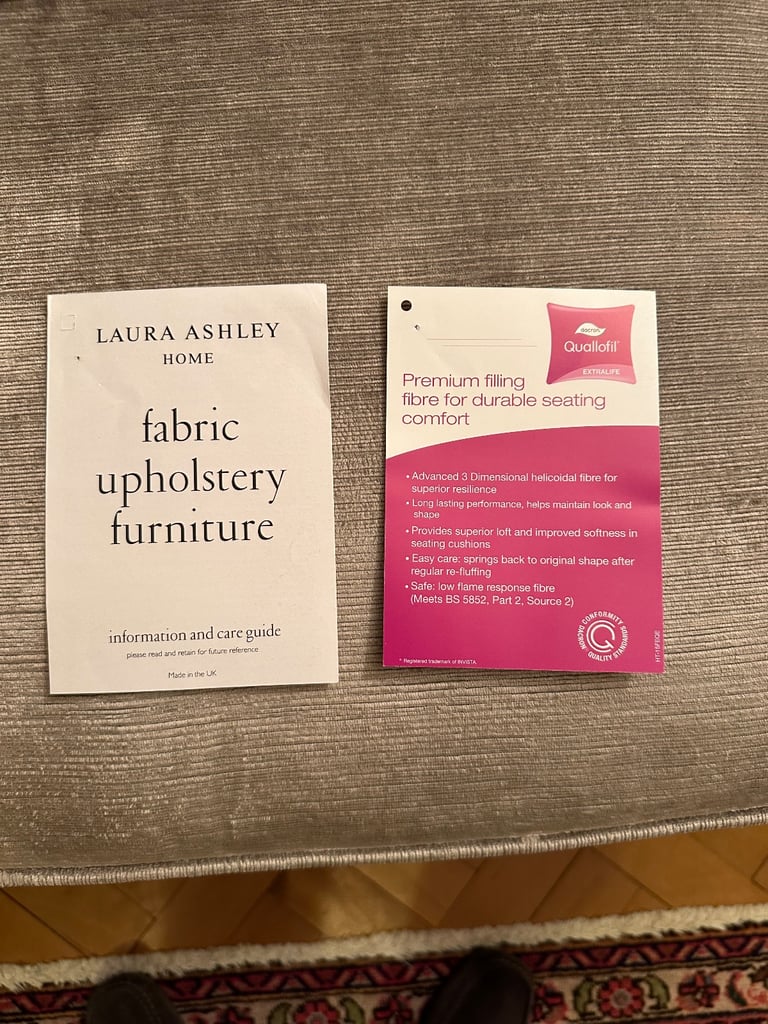 LAURA ASHLEY
HOME
fabric
upholstery
furniture
information and care guide
please read and retain for future reference
Made in the UK
dacron
Quallofil
EXTRALIFE
Premium filling
fibre for durable seating
comfort
• Advanced 3 Dimensional helicoidal fibre for
superior resilience
• Long lasting performance, helps maintain look and
shape
• Provides superior loft and improved softness in
seating cushions
• Easy care: springs back to original shape after
regular re-fluffing
• Safe: low flame response fibre
(Meets BS 5852, Part 2, Source 2)
DACRON CONFORMITY QUALITY STANDARDS
* Registered trademark of INVISTA